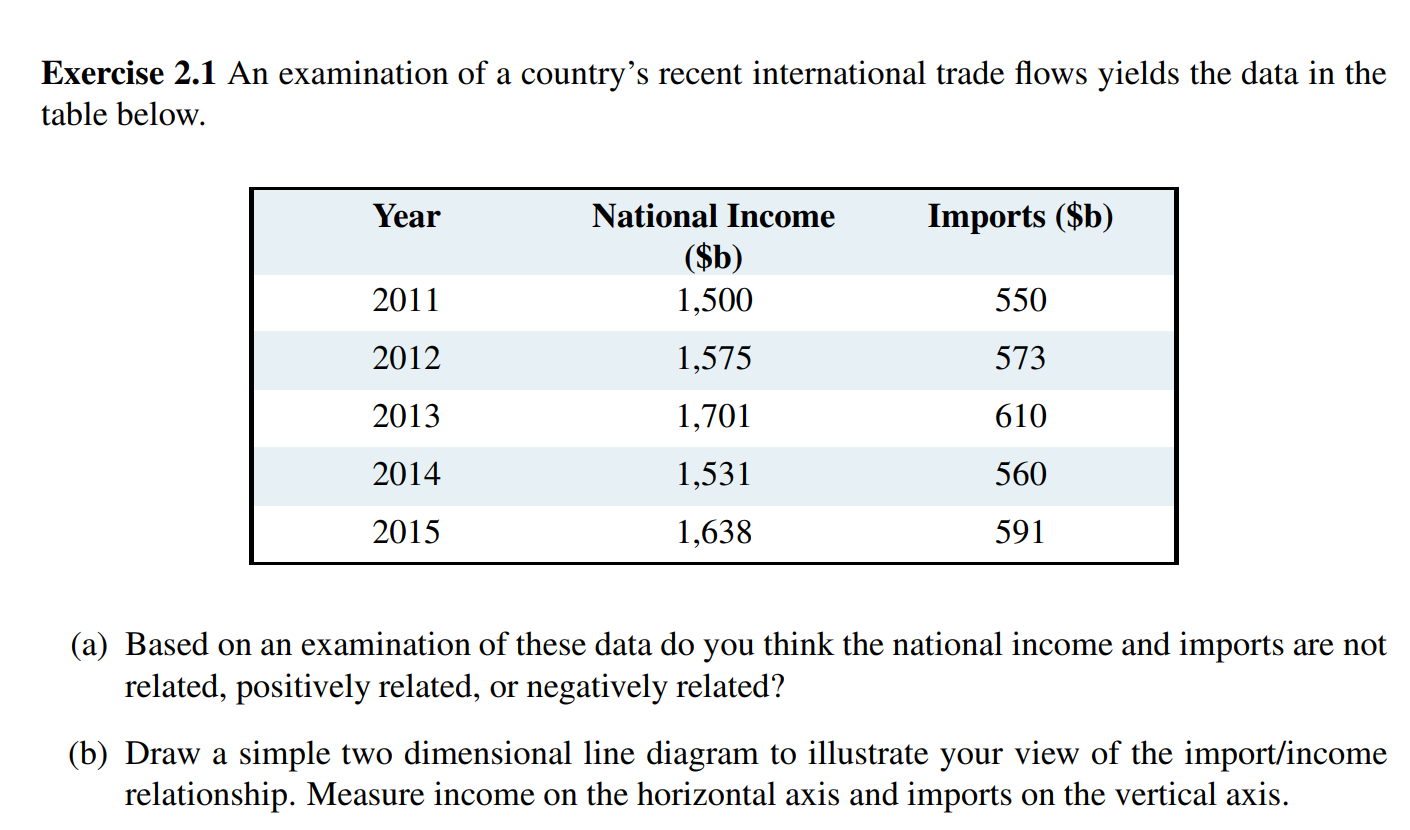 Exercise 2.1 An examination of a country’s recent international trade flows yields the data in the
table below.
Year National Income Imports ($b)
($b)
2011 1,500 550
2012 1,575 573
2013 1,701 610
2014 1,531 560
2015 1,638 591
(a) Based on an examination of these data do you think the national income and imports are not
related, positively related, or negatively related?
(b) Draw a simple two dimensional line diagram to illustrate your view of the import/income
relationship. Measure income on the horizontal axis and imports on the vertical axis.